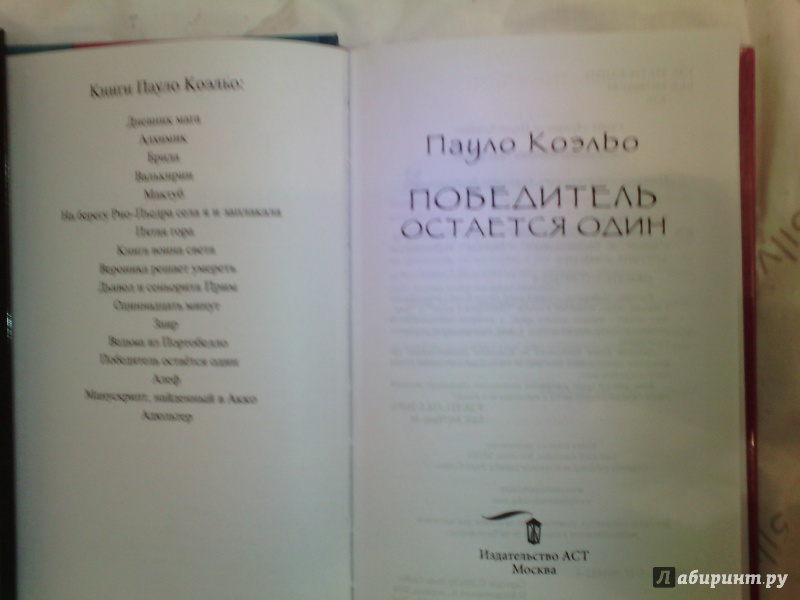 Книги Пауло Коэльо:
Дневник мага
Алхимик
Брида
Валькирии
Мактуб
На берегу Рио-Пьедра села я и заплакала
Пятая гора
Книга воина света
Вероника решает умереть
Дьявол и сеньорита Прим
Одиннадцать минут
Заир
Ведьма из Портобелло
Победитель остаётся один
Алеф
Манускрипт, найденный в Акко
Адюльтер
Пауло Коэльо
ПОБЕДИТЕЛЬ
ОСТАЕТСЯ ОДИН
Издательство АСТ
Москва
Лабиринт.ру